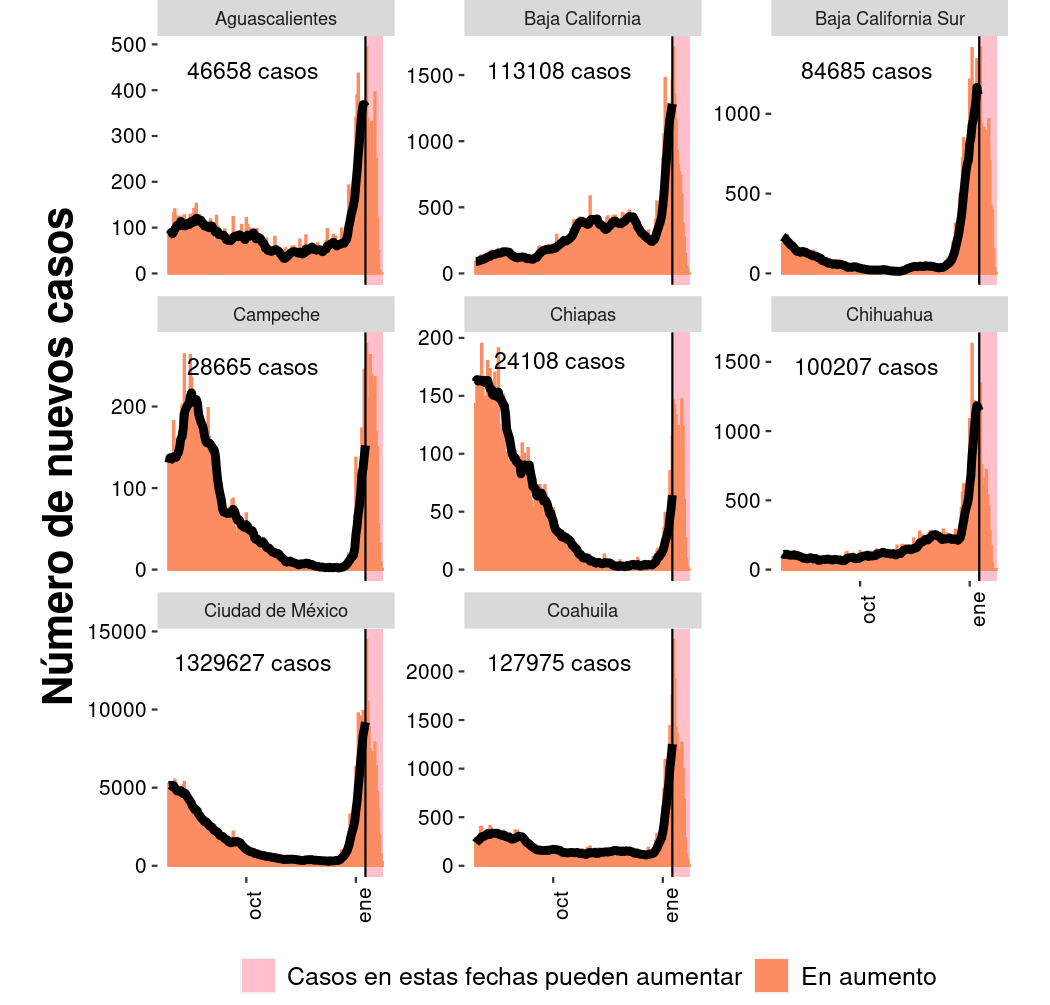 Número de nuevos casos
Aguascalientes
46658 casos
500
400
300
200
100
0
Baja California
113108 casos
1500
1000
500
0
Baja California Sur
84685 casos
1000
500
0
Campeche
28665 casos
200
100
0
Chiapas
24108 casos
200
150
100
50
0
Chihuahua
100207 casos
1500
1000
500
0
oct
ene
Ciudad de México
1329627 casos
15000
10000
5000
0
oct
ene
Coahuila
127975 casos
2000
1500
1000
500
0
oct
ene
Casos en estas fechas pueden aumentar
En aumento